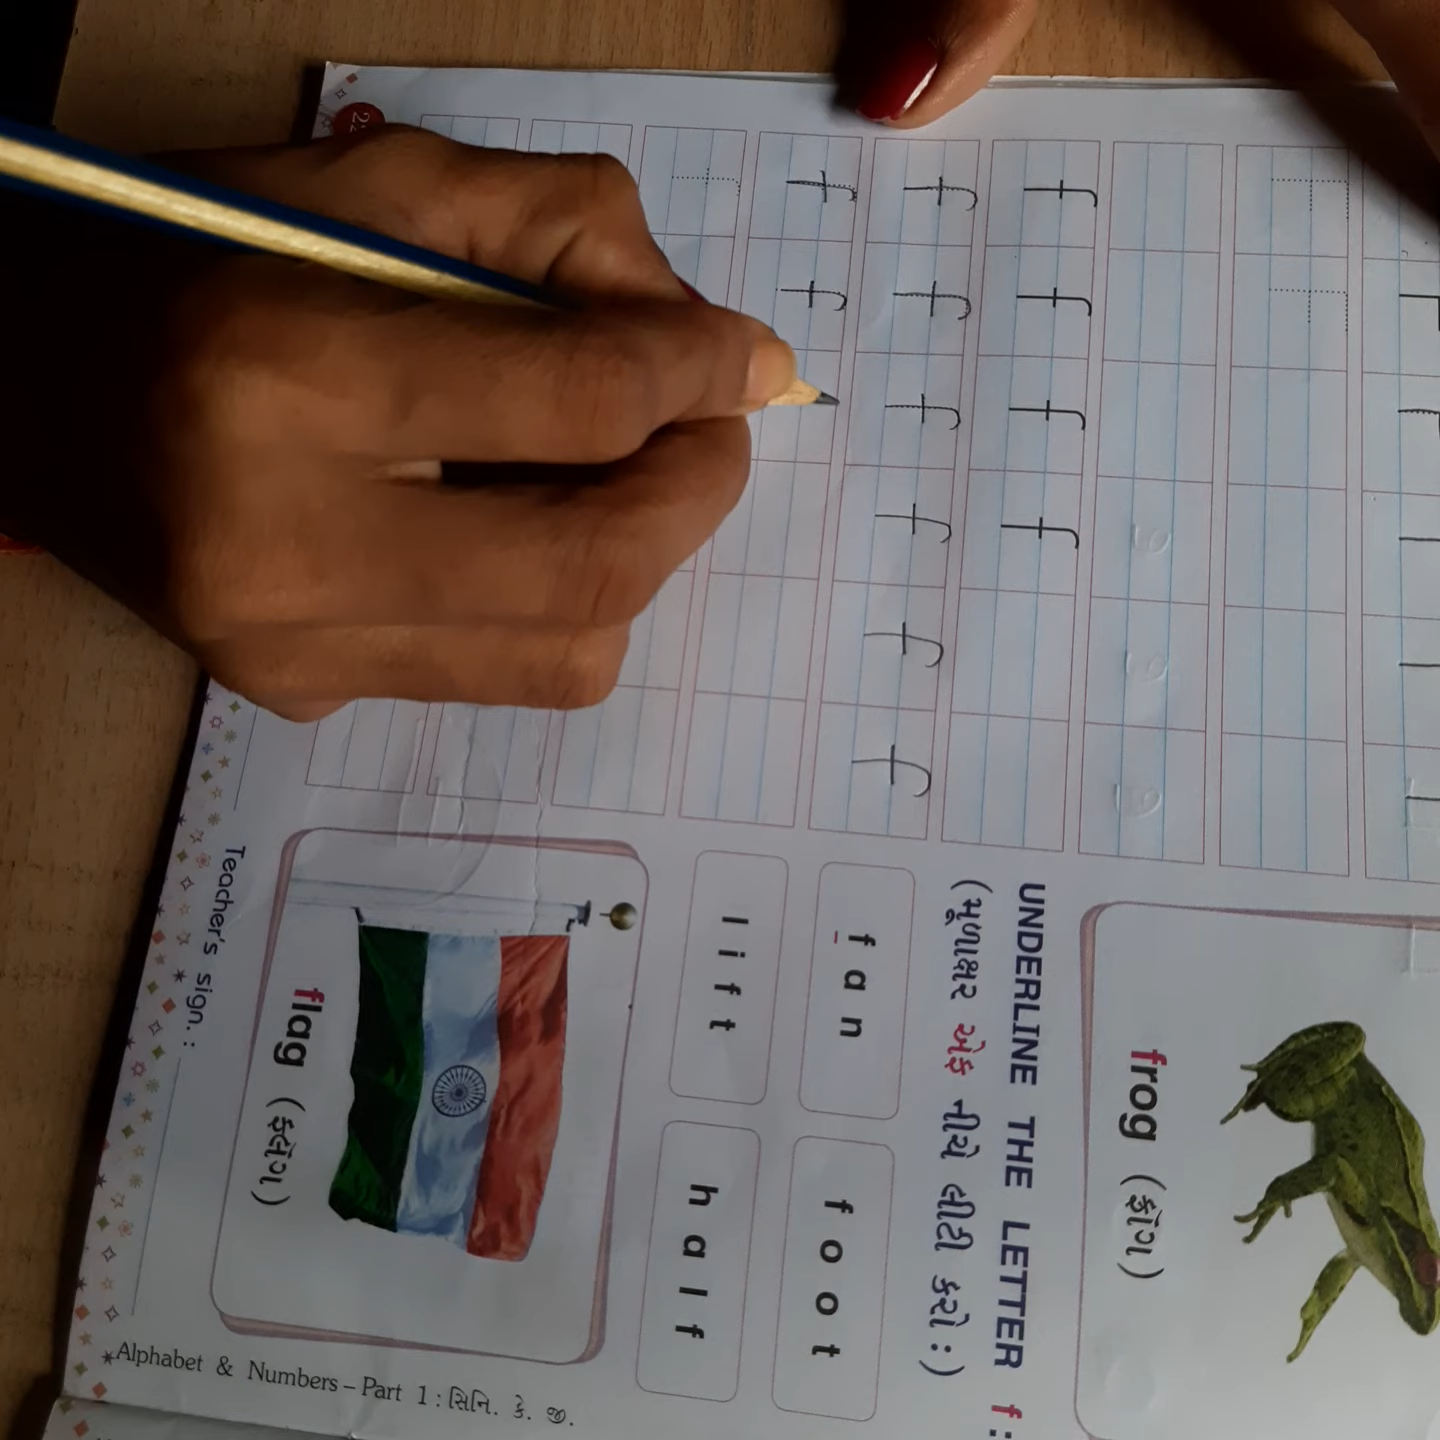 F F
f f f f
f f f f f f
f f
f
frog (ફ્રોગ)
UNDERLINE THE LETTER f :
(મૂળાક્ષર એફ નીચે લીટી કરો :)
f a n
f o o t
l i f t
h a l f
flag (ફ્લૅગ)
Teacher's sign. :
Alphabet & Numbers – Part 1 : સિનિ. કે. જી.